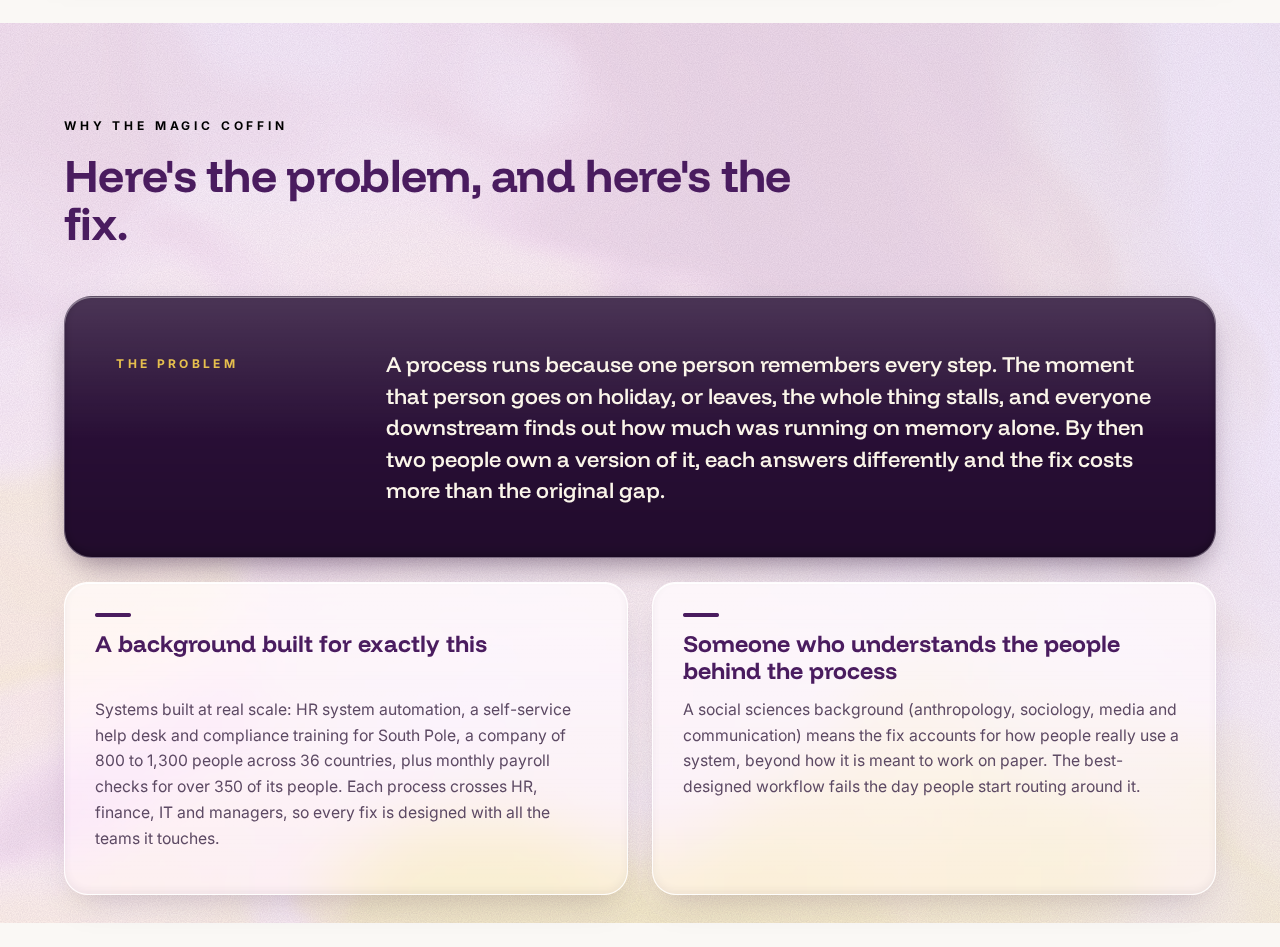 WHY THE MAGIC COFFIN
Here's the problem, and here's the
fix.
THE PROBLEM
A process runs because one person remembers every step. The moment
that person goes on holiday, or leaves, the whole thing stalls, and everyone
downstream finds out how much was running on memory alone. By then
two people own a version of it, each answers differently and the fix costs
more than the original gap.
A background built for exactly this
Systems built at real scale: HR system automation, a self-service
help desk and compliance training for South Pole, a company of
800 to 1,300 people across 36 countries, plus monthly payroll
checks for over 350 of its people. Each process crosses HR,
finance, IT and managers, so every fix is designed with all the
teams it touches.
Someone who understands the people
behind the process
A social sciences background (anthropology, sociology, media and
communication) means the fix accounts for how people really use a
system, beyond how it is meant to work on paper. The best-
designed workflow fails the day people start routing around it.